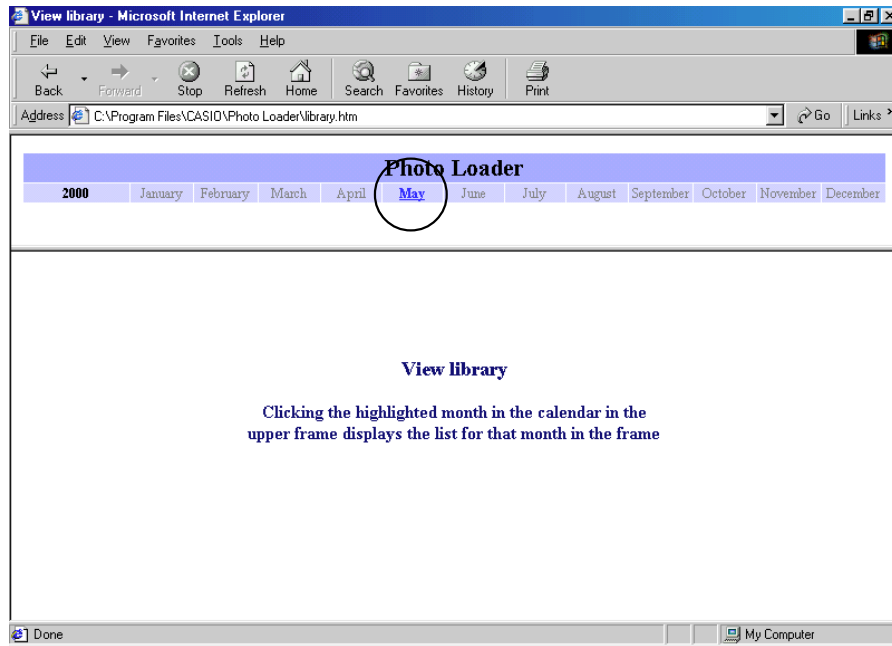 View library - Microsoft Internet Explorer
File Edit View Favorites Tools Help
Back Forward Stop Refresh Home Search Favorites History Print
Address C:\Program Files\CASIO\Photo Loader\library.htm Go Links »
Photo Loader
2000 January February March April May June July August September October November December
View library
Clicking the highlighted month in the calendar in the
upper frame displays the list for that month in the frame
Done My Computer